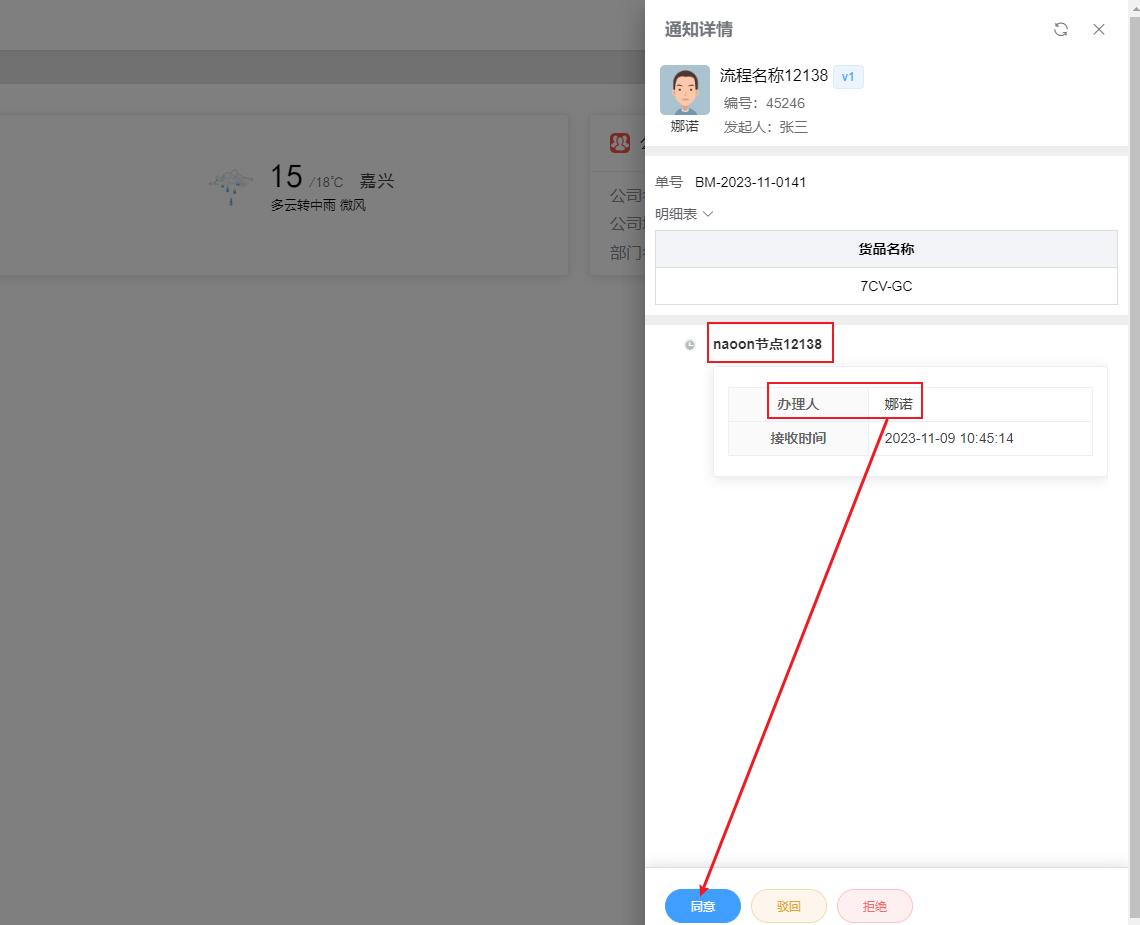 通知详情
流程名称12138 v1
编号：45246
娜诺
发起人：张三
15 /18℃ 嘉兴
多云转中雨 微风
公司
公司
部门
单号 BM-2023-11-0141
明细表
货品名称
7CV-GC
naoon节点12138
办理人 娜诺
接收时间 2023-11-09 10:45:14
同意 驳回 拒绝